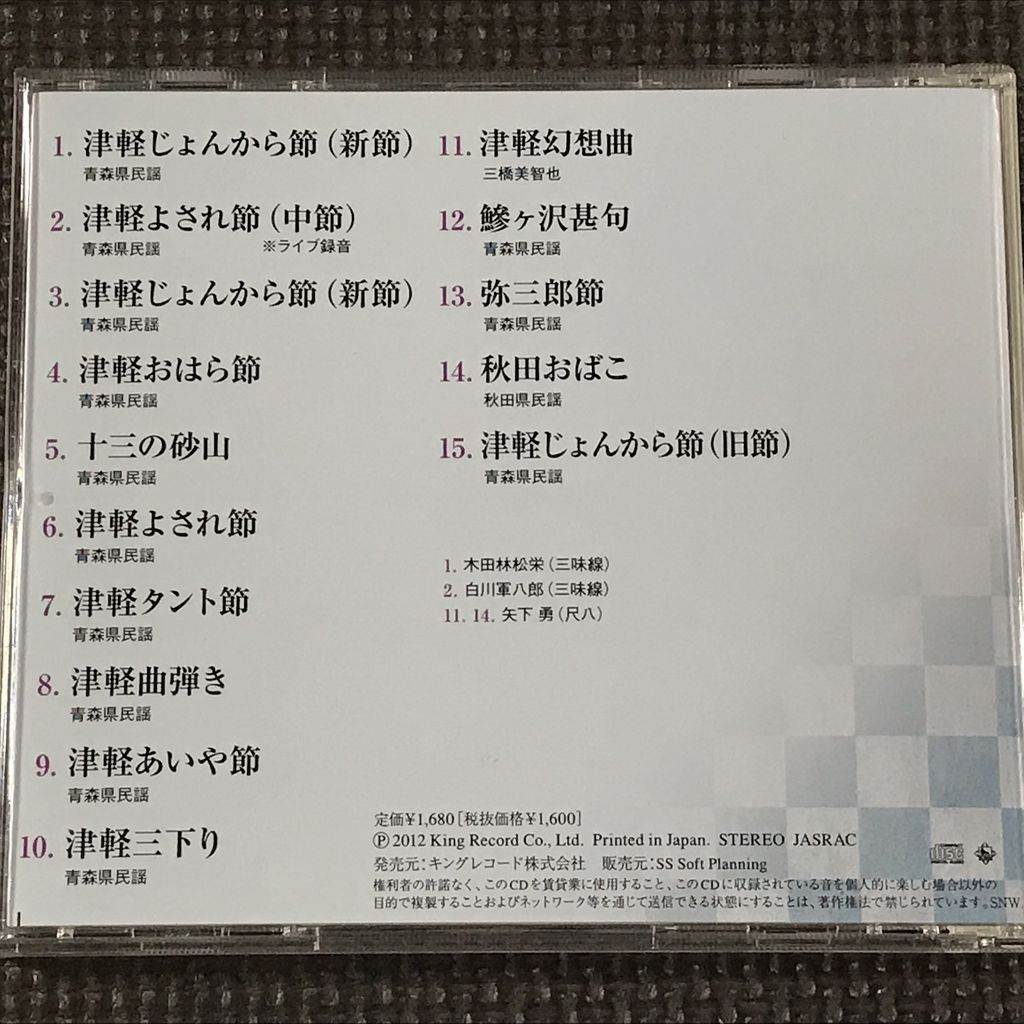 1. 津軽じょんから節（新節）
青森県民謡
2. 津軽よされ節（中節）
青森県民謡 ※ライブ録音
3. 津軽じょんから節（新節）
青森県民謡
4. 津軽おはら節
青森県民謡
5. 十三の砂山
青森県民謡
6. 津軽よされ節
青森県民謡
7. 津軽タント節
青森県民謡
8. 津軽曲弾き
青森県民謡
9. 津軽あいや節
青森県民謡
10. 津軽三下り
青森県民謡
11. 津軽幻想曲
三橋美智也
12. 鰺ヶ沢甚句
青森県民謡
13. 弥三郎節
青森県民謡
14. 秋田おばこ
秋田県民謡
15. 津軽じょんから節（旧節）
青森県民謡
1. 木田林松栄（三味線）
2. 白川軍八郎（三味線）
11. 14. 矢下 勇（尺八）
定価¥1,680［税抜価格¥1,600］
Ⓟ2012 King Record Co., Ltd. Printed in Japan. STEREO JASRAC
発売元：キングレコード株式会社 販売元：SS Soft Planning
権利者の許諾なく、このCDを賃貸業に使用すること、このCDに収録されている音を個人的に楽しむ場合以外の
目的で複製することおよびネットワーク等を通じて送信できる状態にすることは、著作権法で禁じられています。SNW